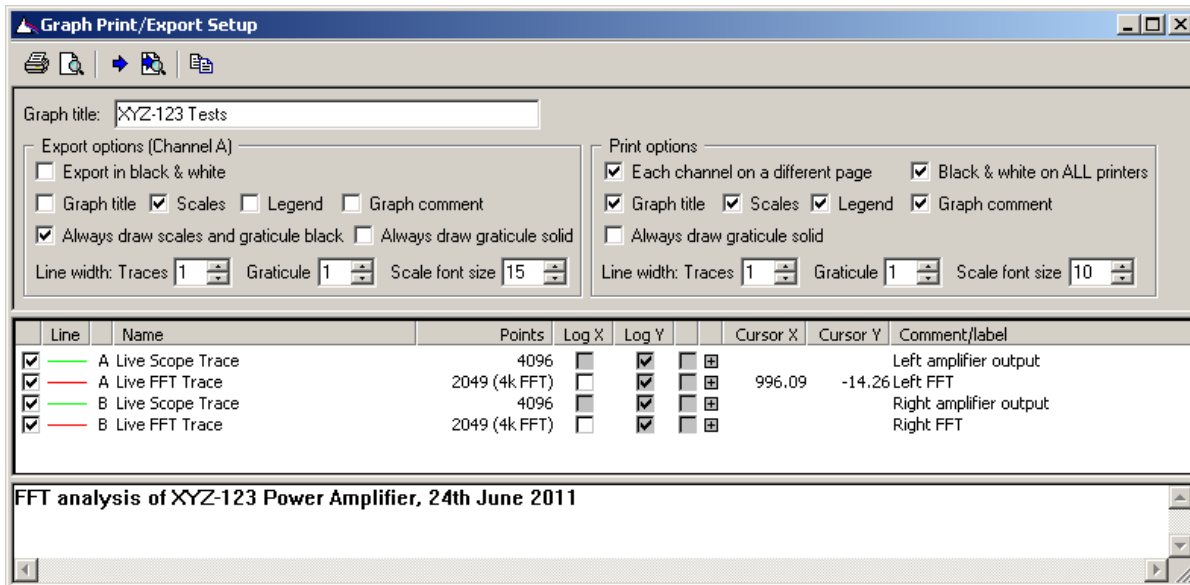 Graph Print/Export Setup
Graph title: XYZ-123 Tests
Export options (Channel A)
Export in black & white
Graph title Scales Legend Graph comment
Always draw scales and graticule black Always draw graticule solid
Line width: Traces 1 Graticule 1 Scale font size 15
Print options
Each channel on a different page Black & white on ALL printers
Graph title Scales Legend Graph comment
Always draw graticule solid
Line width: Traces 1 Graticule 1 Scale font size 10
Line Name Points Log X Log Y Cursor X Cursor Y Comment/label
A Live Scope Trace 4096 Left amplifier output
A Live FFT Trace 2049 (4k FFT) 996.09 -14.26 Left FFT
B Live Scope Trace 4096 Right amplifier output
B Live FFT Trace 2049 (4k FFT) Right FFT
FFT analysis of XYZ-123 Power Amplifier, 24th June 2011